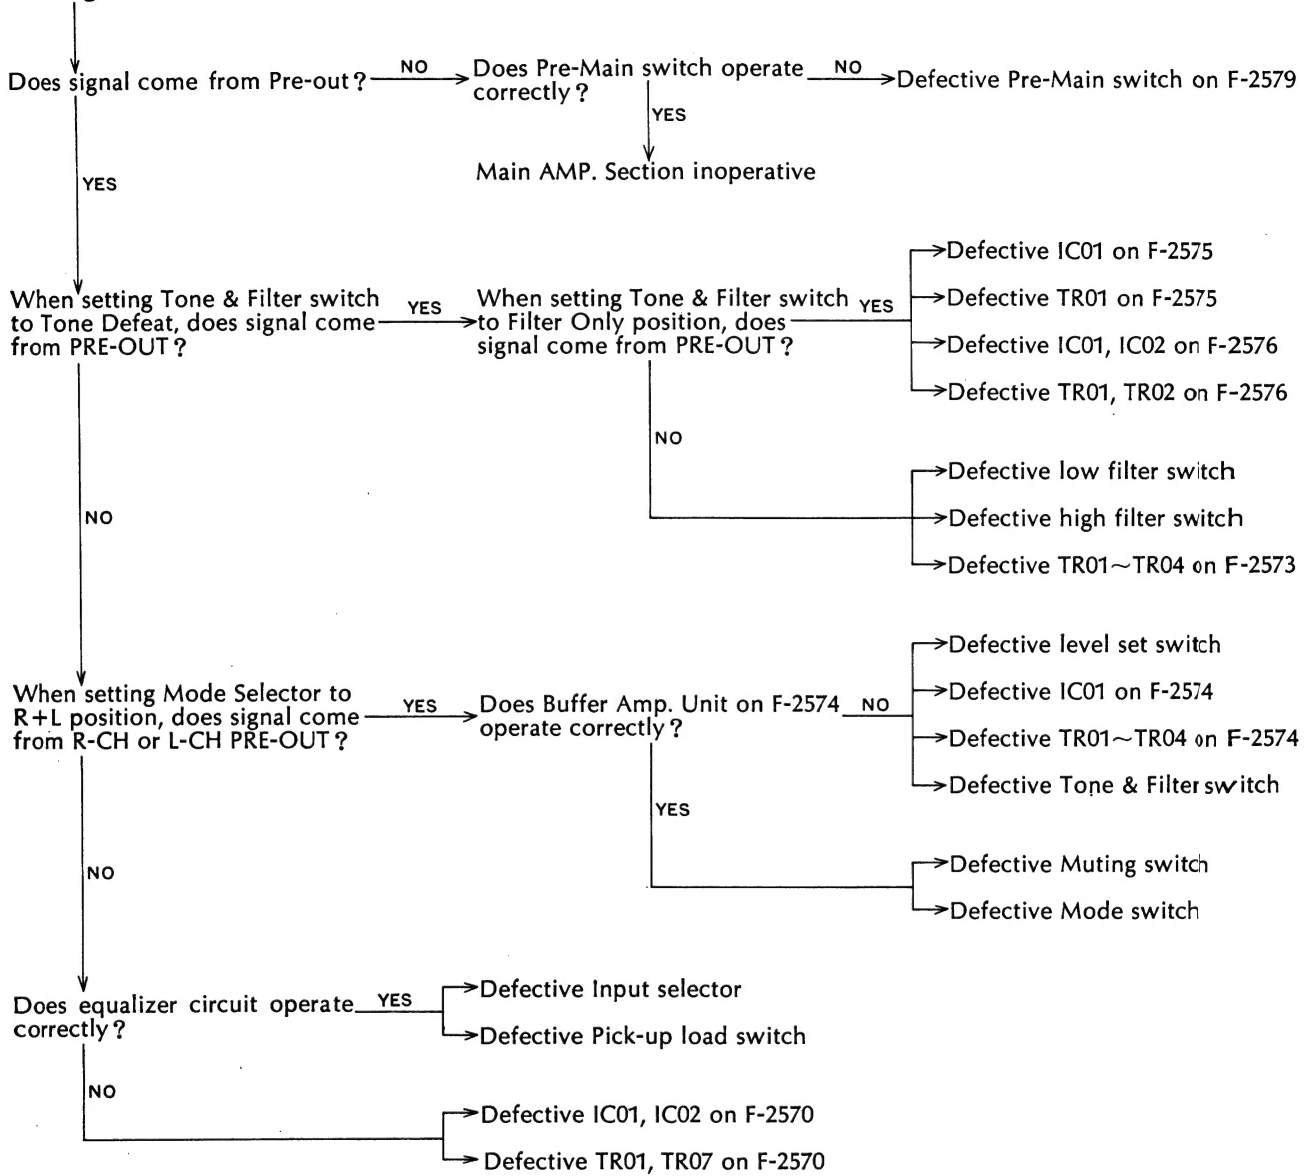 Does signal come from Pre-out?
NO
Does Pre-Main switch operate
correctly?
NO
Defective Pre-Main switch on F-2579
YES
Main AMP. Section inoperative
YES
When setting Tone & Filter switch
to Tone Defeat, does signal come
from PRE-OUT?
YES
When setting Tone & Filter switch
to Filter Only position, does
signal come from PRE-OUT?
YES
Defective IC01 on F-2575
Defective TR01 on F-2575
Defective IC01, IC02 on F-2576
Defective TR01, TR02 on F-2576
NO
Defective low filter switch
Defective high filter switch
Defective TR01~TR04 on F-2573
NO
When setting Mode Selector to
R+L position, does signal come
from R-CH or L-CH PRE-OUT?
YES
Does Buffer Amp. Unit on F-2574
operate correctly?
NO
Defective level set switch
Defective IC01 on F-2574
Defective TR01~TR04 on F-2574
Defective Tone & Filter switch
YES
Defective Muting switch
Defective Mode switch
NO
Does equalizer circuit operate
correctly?
YES
Defective Input selector
Defective Pick-up load switch
NO
Defective IC01, IC02 on F-2570
Defective TR01, TR07 on F-2570